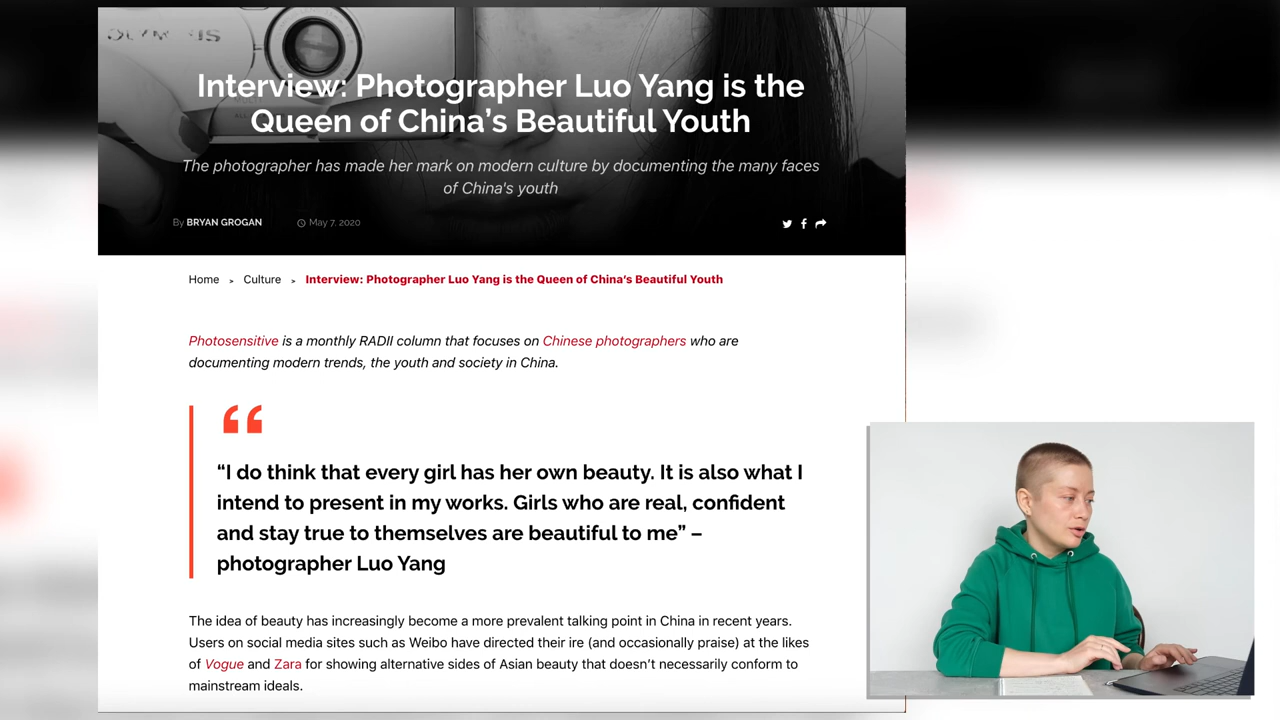 OLYMPUS
Interview: Photographer Luo Yang is the
Queen of China’s Beautiful Youth
The photographer has made her mark on modern culture by documenting the many faces
of China's youth
By BRYAN GROGAN May 7, 2020
Home > Culture > Interview: Photographer Luo Yang is the Queen of China’s Beautiful Youth
Photosensitive is a monthly RADII column that focuses on Chinese photographers who are
documenting modern trends, the youth and society in China.
“I do think that every girl has her own beauty. It is also what I
intend to present in my works. Girls who are real, confident
and stay true to themselves are beautiful to me” –
photographer Luo Yang
The idea of beauty has increasingly become a more prevalent talking point in China in recent years.
Users on social media sites such as Weibo have directed their ire (and occasionally praise) at the likes
of Vogue and Zara for showing alternative sides of Asian beauty that doesn’t necessarily conform to
mainstream ideals.